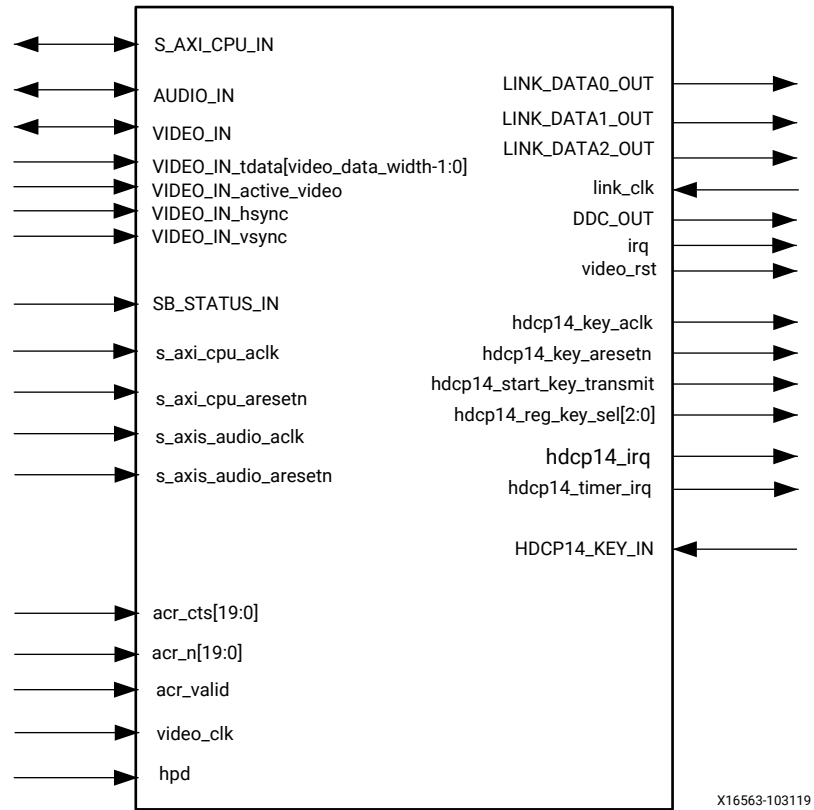 S_AXI_CPU_IN
AUDIO_IN
VIDEO_IN
VIDEO_IN_tdata[video_data_width-1:0]
VIDEO_IN_active_video
VIDEO_IN_hsync
VIDEO_IN_vsync
SB_STATUS_IN
s_axi_cpu_aclk
s_axi_cpu_aresetn
s_axis_audio_aclk
s_axis_audio_aresetn
acr_cts[19:0]
acr_n[19:0]
acr_valid
video_clk
hpd
LINK_DATA0_OUT
LINK_DATA1_OUT
LINK_DATA2_OUT
link_clk
DDC_OUT
irq
video_rst
hdcp14_key_aclk
hdcp14_key_aresetn
hdcp14_start_key_transmit
hdcp14_reg_key_sel[2:0]
hdcp14_irq
hdcp14_timer_irq
HDCP14_KEY_IN
X16563-103119